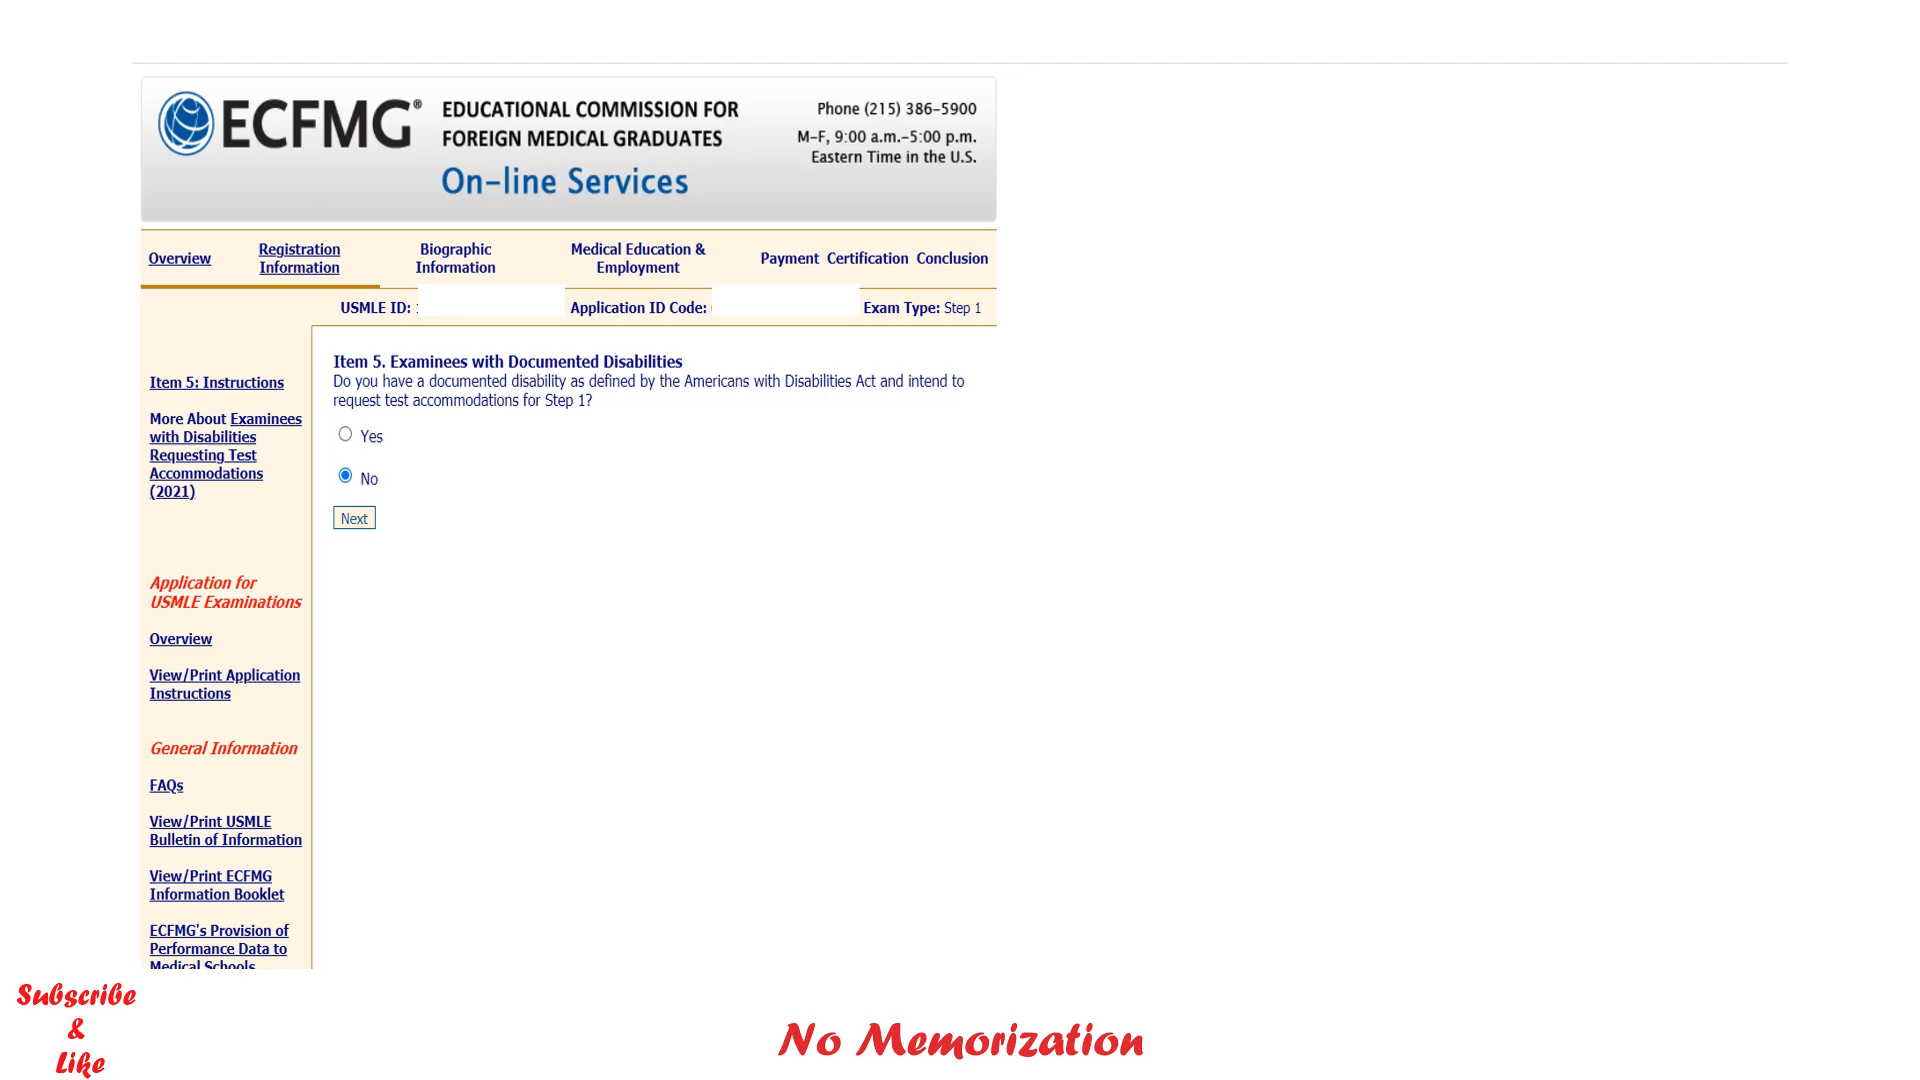 ECFMG®
EDUCATIONAL COMMISSION FOR
FOREIGN MEDICAL GRADUATES
On-line Services
Phone (215) 386-5900
M-F, 9:00 a.m.-5:00 p.m.
Eastern Time in the U.S.
Overview
Registration
Information
Biographic
Information
Medical Education &
Employment
Payment Certification Conclusion
USMLE ID: Application ID Code: Exam Type: Step 1
Item 5: Instructions
More About Examinees
with Disabilities
Requesting Test
Accommodations
(2021)
Application for
USMLE Examinations
Overview
View/Print Application
Instructions
General Information
FAQs
View/Print USMLE
Bulletin of Information
View/Print ECFMG
Information Booklet
ECFMG's Provision of
Performance Data to
Medical Schools
Item 5. Examinees with Documented Disabilities
Do you have a documented disability as defined by the Americans with Disabilities Act and intend to
request test accommodations for Step 1?
Yes
No
Next
Subscribe
&
Like
No Memorization